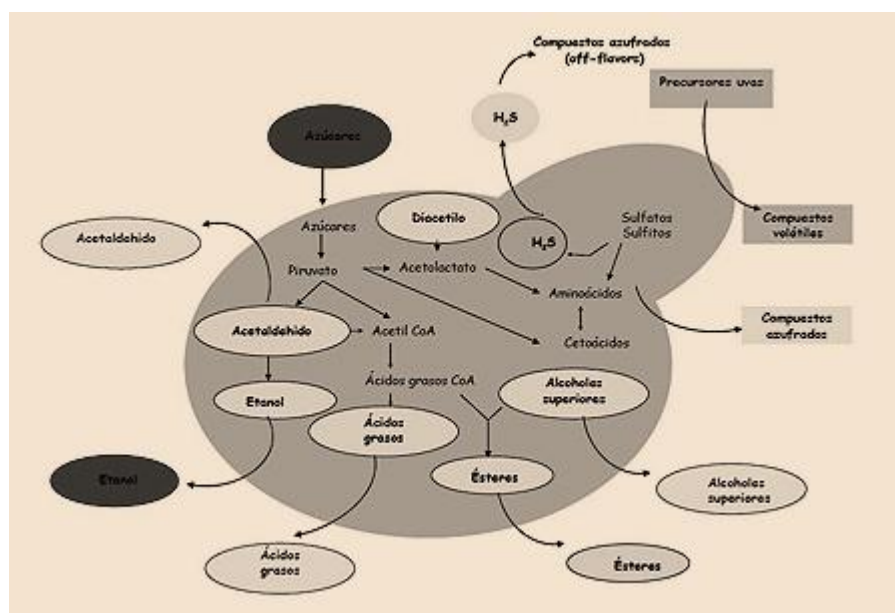 Compuestos azufrados
(off-flavors)
Precursores uvas
H₂S
Azúcares
Acetaldehido
Azúcares
Diacetilo
H₂S
Sulfatos
Sulfitos
Compuestos
volátiles
Piruvato
Acetolactato
Aminoácidos
Acetaldehido
Acetil CoA
Cetoácidos
Compuestos
azufrados
Etanol
Ácidos grasos CoA
Alcoholes
superiores
Ácidos
grasos
Etanol
Ésteres
Alcoholes
superiores
Ácidos
grasos
Ésteres